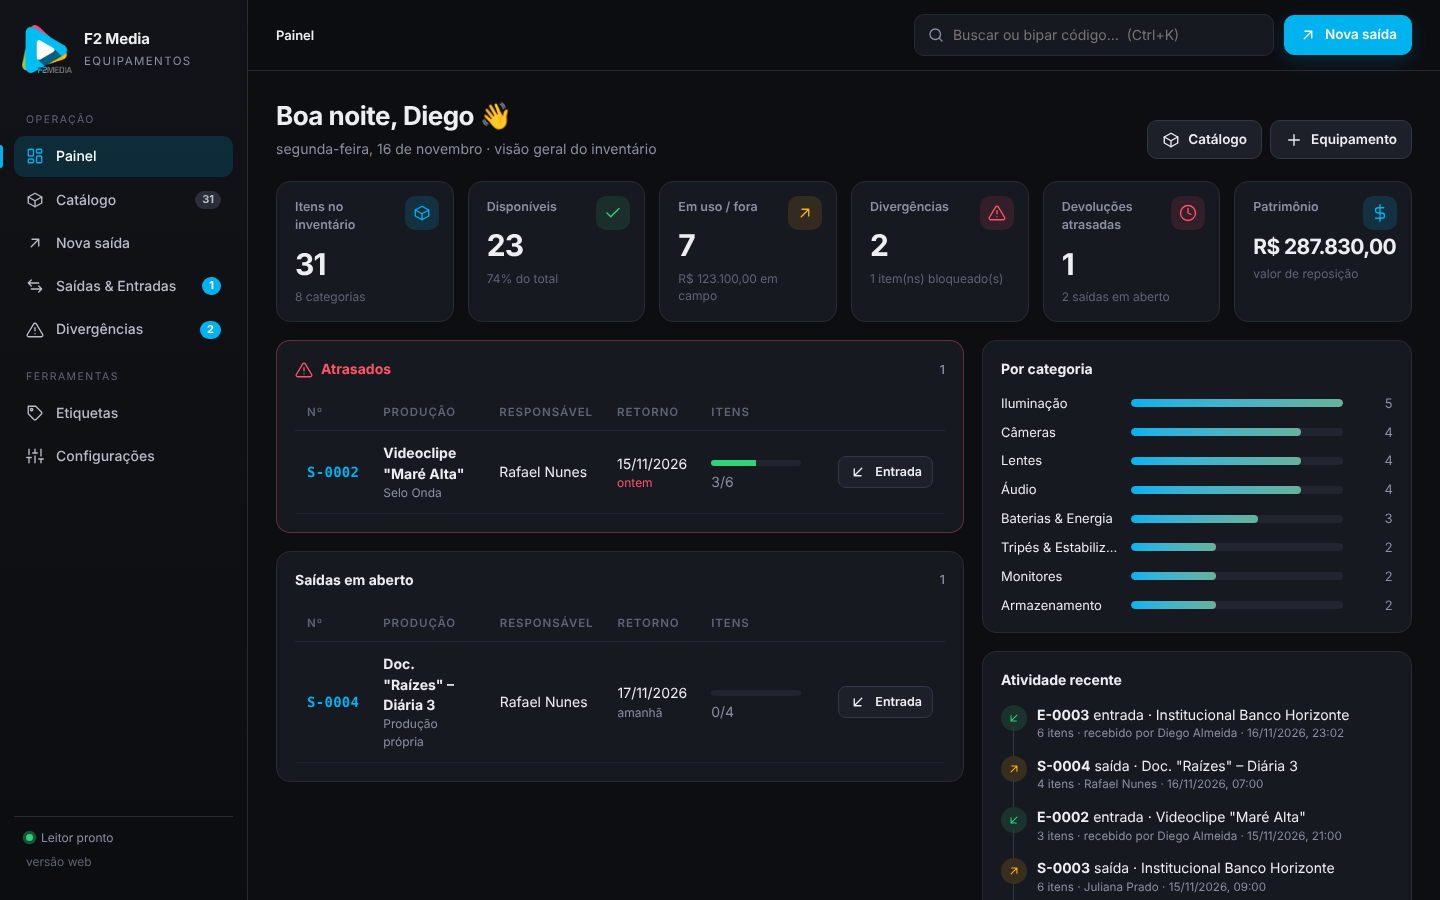 F2 Media
EQUIPAMENTOS
F2MEDIA
OPERAÇÃO
Painel
Catálogo 31
Nova saída
Saídas & Entradas 1
Divergências 2
FERRAMENTAS
Etiquetas
Configurações
Leitor pronto
versão web
Painel
Buscar ou bipar código... (Ctrl+K)
Nova saída
Boa noite, Diego 👋
segunda-feira, 16 de novembro · visão geral do inventário
Catálogo
Equipamento
Itens no
inventário
31
8 categorias
Disponíveis
23
74% do total
Em uso / fora
7
R$ 123.100,00 em
campo
Divergências
2
1 item(ns) bloqueado(s)
Devoluções
atrasadas
1
2 saídas em aberto
Patrimônio
R$ 287.830,00
valor de reposição
Atrasados 1
Nº PRODUÇÃO RESPONSÁVEL RETORNO ITENS
S-0002
Videoclipe
"Maré Alta"
Selo Onda
Rafael Nunes
15/11/2026
ontem
3/6
Entrada
Saídas em aberto 1
Nº PRODUÇÃO RESPONSÁVEL RETORNO ITENS
S-0004
Doc.
"Raízes" –
Diária 3
Produção
própria
Rafael Nunes
17/11/2026
amanhã
0/4
Entrada
Por categoria
Iluminação 5
Câmeras 4
Lentes 4
Áudio 4
Baterias & Energia 3
Tripés & Estabiliz... 2
Monitores 2
Armazenamento 2
Atividade recente
E-0003 entrada · Institucional Banco Horizonte
6 itens · recebido por Diego Almeida · 16/11/2026, 23:02
S-0004 saída · Doc. "Raízes" – Diária 3
4 itens · Rafael Nunes · 16/11/2026, 07:00
E-0002 entrada · Videoclipe "Maré Alta"
3 itens · recebido por Diego Almeida · 15/11/2026, 21:00
S-0003 saída · Institucional Banco Horizonte
6 itens · Juliana Prado · 15/11/2026, 09:00